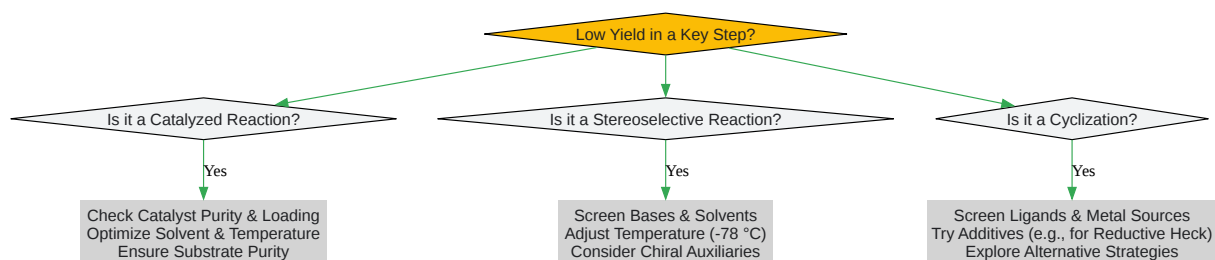 Low Yield in a Key Step?
Is it a Catalyzed Reaction?
Is it a Stereoselective Reaction?
Is it a Cyclization?
Yes
Yes
Yes
Check Catalyst Purity & Loading
Optimize Solvent & Temperature
Ensure Substrate Purity
Screen Bases & Solvents
Adjust Temperature (-78 °C)
Consider Chiral Auxiliaries
Screen Ligands & Metal Sources
Try Additives (e.g., for Reductive Heck)
Explore Alternative Strategies